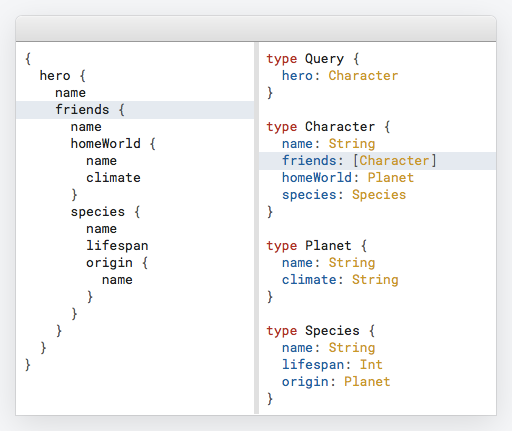 {
  hero {
    name
    friends {
      name
      homeWorld {
        name
        climate
      }
      species {
        name
        lifespan
        origin {
          name
        }
      }
    }
  }
}
type Query {
  hero: Character
}

type Character {
  name: String
  friends: [Character]
  homeWorld: Planet
  species: Species
}

type Planet {
  name: String
  climate: String
}

type Species {
  name: String
  lifespan: Int
  origin: Planet
}